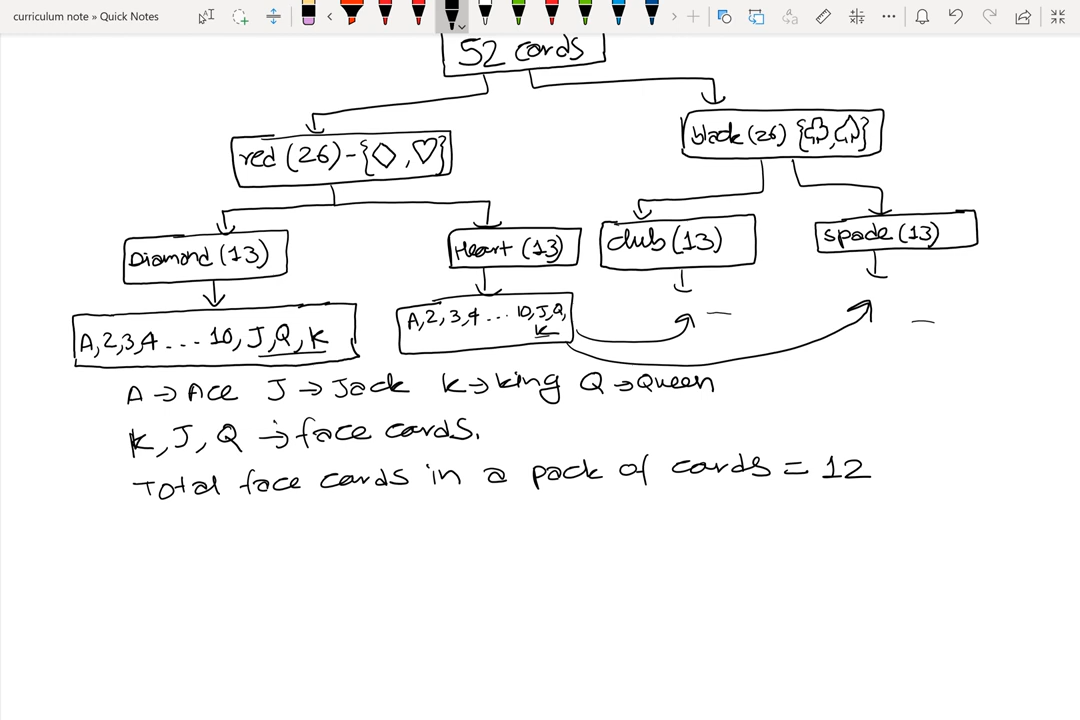 curriculum note » Quick Notes
52 cards
red (26) - {◇, ♡}
black (26) {♧, ♤}
Diamond (13)
Heart (13)
club (13)
spade (13)
A, 2, 3, 4 .... 10, J, Q, K
A, 2, 3, 4 ... 10, J, Q, K
A → Ace J → Jack K → king Q → Queen
K, J, Q → face cards.
Total face cards in a pack of cards = 12